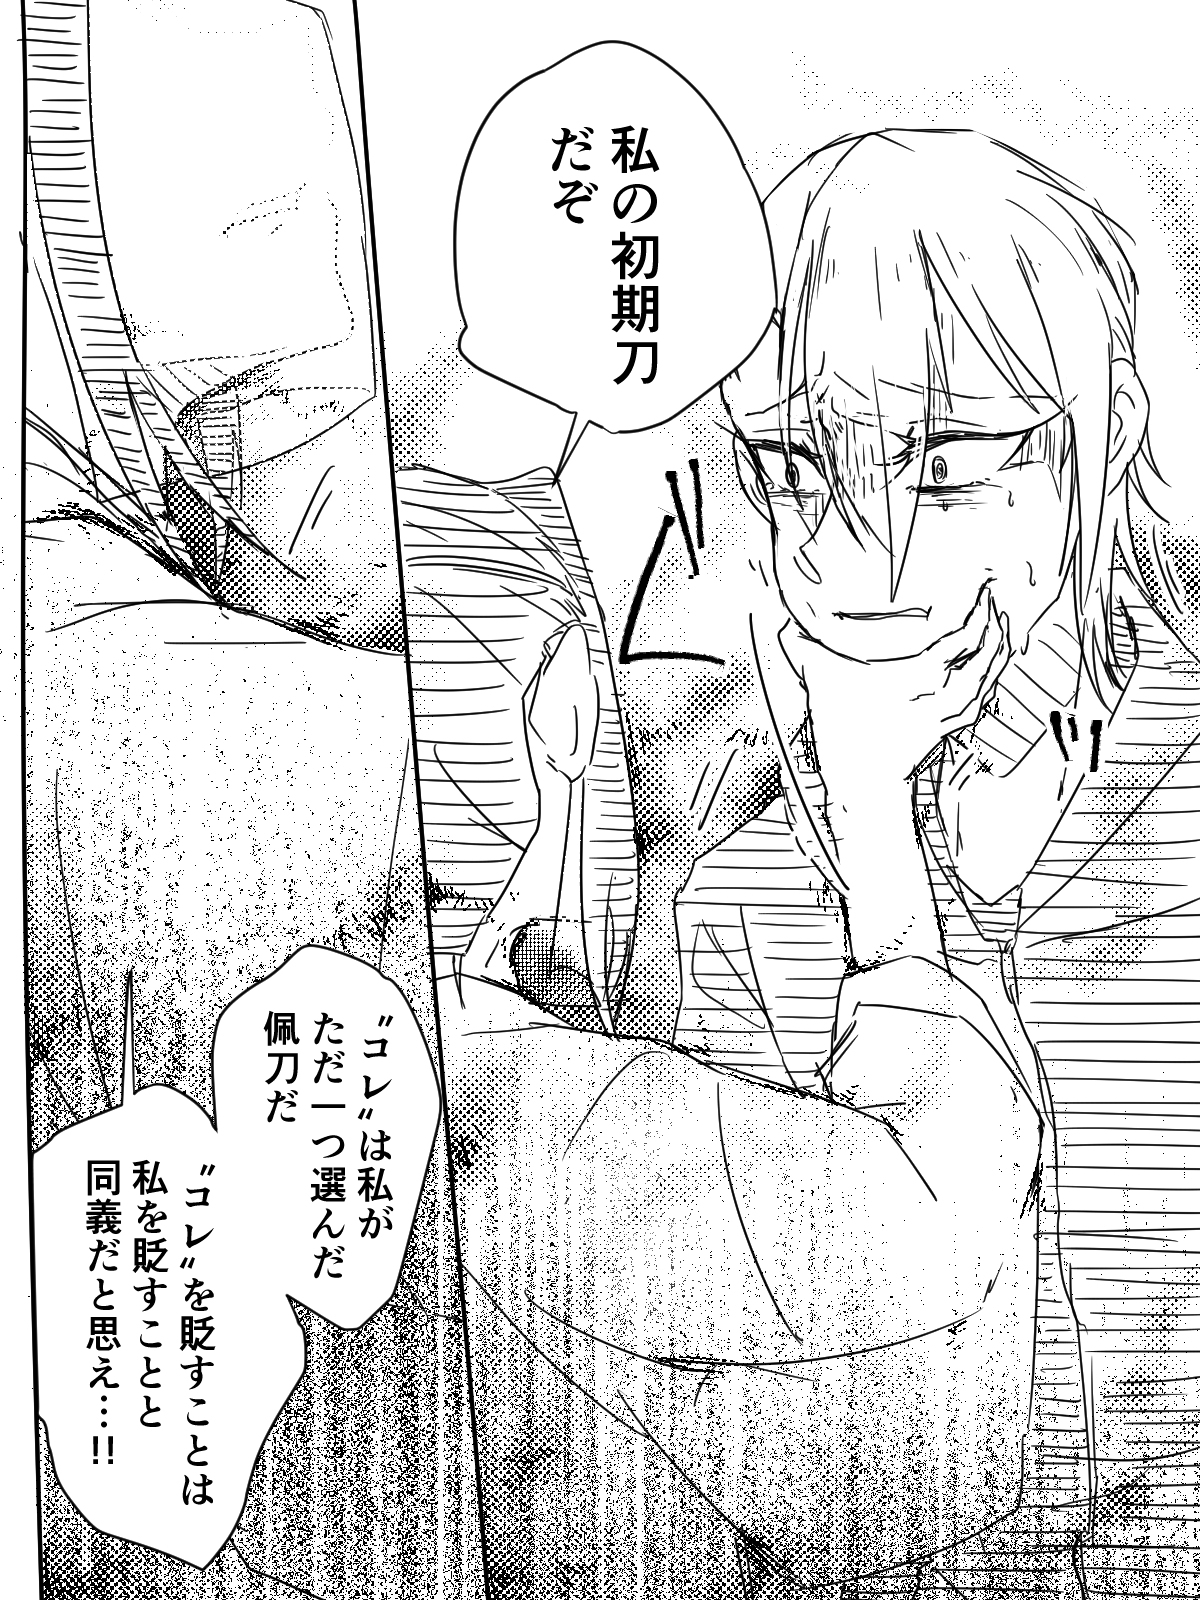 私の初期刀
だぞ
〝コレ〟は私が
ただ一つ選んだ
佩刀だ
〝コレ〟を貶すことは
私を貶すことと
同義だと思え…!!